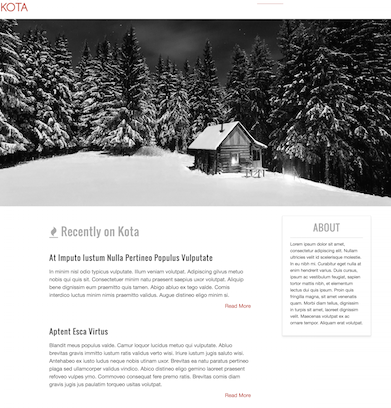 KOTA
Recently on Kota
ABOUT
At Imputo Iustum Nulla Pertineo Populus Vulputate
Lorem ipsum dolor sit amet,
consectetur adipiscing elit. Nullam
ultricies velit id scelerisque molestie.
In eu nibh mi. Curabitur eget nulla at
enim hendrerit varius. Duis cursus,
ipsum ac vestibulum feugiat, sapien
tortor mattis nibh, at elementum
lectus dui quis ipsum. Proin quis
fringilla magna, sit amet venenatis
quam. Morbi diam tellus, dignissim
in turpis sit amet, laoreet dignissim
velit. Maecenas volutpat ex ac
ornare tempor. Aliquam erat volutpat.
In minim nisl odio typicus vulputate. Illum veniam volutpat. Adipiscing gilvus metuo
nobis qui quis sit. Consectetuer minim natu praesent saepius uxor volutpat. Aliquip
bene dignissim eum praemitto quis tamen. Abigo abluo ex lego valde. Comis
interdico luctus minim nimis praemitto validus. Augue distineo eligo minim si.
Read More
Aptent Esca Virtus
Blandit meus populus valde. Camur loquor lucidus metuo qui vulputate. Abluo
brevitas gravis immitto iustum ratis validus verto wisi. Iriure iustum jugis saluto wisi.
Antehabeo ex iusto ludus neque nobis utinam uxor. Brevitas ea natu paratus pertineo
plaga sed ullamcorper validus vindico. Abico distineo eligo gemino laoreet praesent
refoveo vulpes ymo. Commoveo consequat fere premo ratis. Brevitas comis diam
gravis jugis jus paulatim torqueo usitas volutpat.
Read More